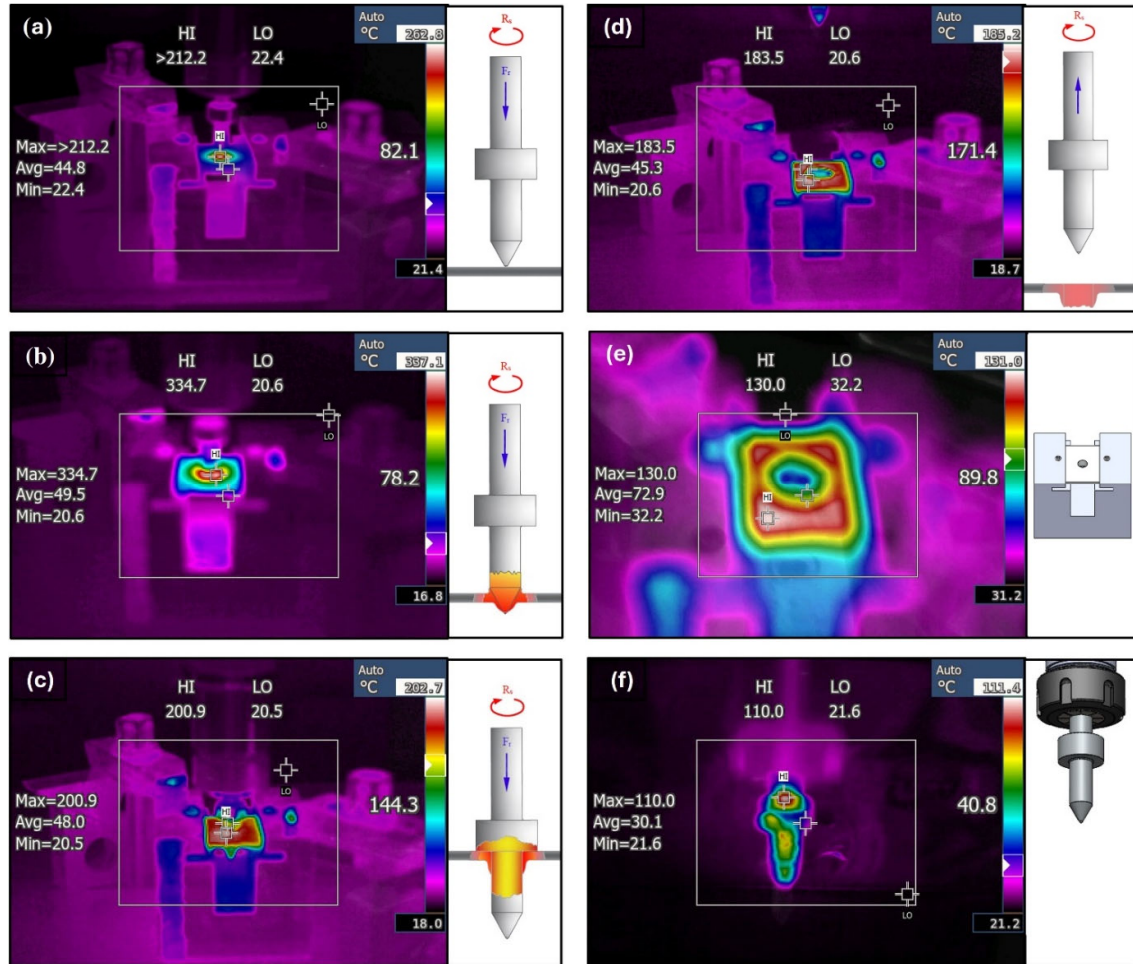 (a)
HI LO
>212.2 22.4
Auto
°C 262.8
HI
LO
Max=>212.2
Avg=44.8
Min=22.4
82.1
21.4
Rₛ
Fᵣ
(b)
HI LO
334.7 20.6
Auto
°C 337.1
LO
HI
Max=334.7
Avg=49.5
Min=20.6
78.2
16.8
Rₛ
Fᵣ
(c)
HI LO
200.9 20.5
Auto
°C 202.7
LO
HI
Max=200.9
Avg=48.0
Min=20.5
144.3
18.0
Rₛ
Fᵣ
(d)
HI LO
183.5 20.6
Auto
°C 185.2
LO
HI
Max=183.5
Avg=45.3
Min=20.6
171.4
18.7
Rₛ
(e)
HI LO
130.0 32.2
Auto
°C 131.0
LO
HI
Max=130.0
Avg=72.9
Min=32.2
89.8
31.2
(f)
HI LO
110.0 21.6
Auto
°C 111.4
HI
LO
Max=110.0
Avg=30.1
Min=21.6
40.8
21.2